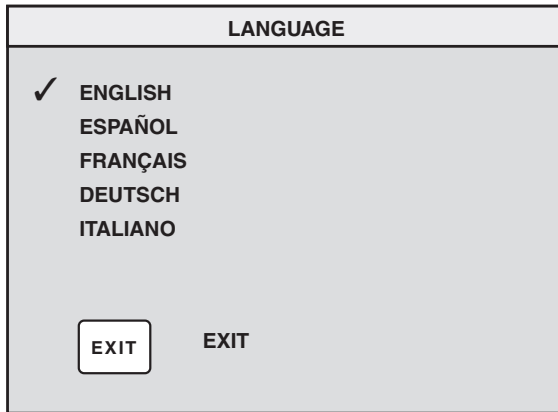 LANGUAGE
✓ ENGLISH
ESPAÑOL
FRANÇAIS
DEUTSCH
ITALIANO
EXIT EXIT